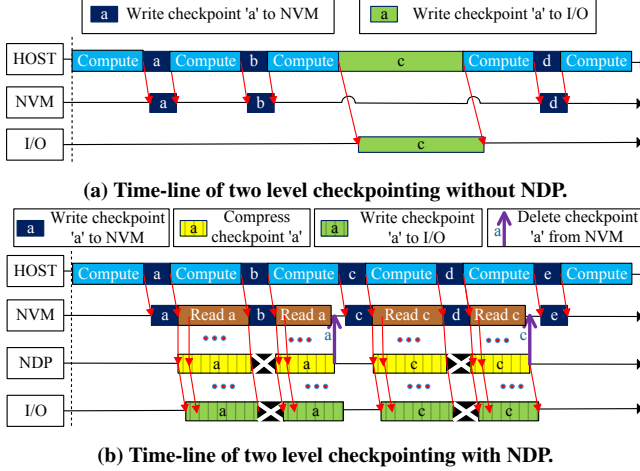 a Write checkpoint 'a' to NVM a Write checkpoint 'a' to I/O
HOST Compute a Compute b Compute c Compute d Compute
NVM a b d
I/O c
(a) Time-line of two level checkpointing without NDP.
a Write checkpoint 'a' to NVM a Compress checkpoint 'a' a Write checkpoint 'a' to I/O a Delete checkpoint 'a' from NVM
HOST Compute a Compute b Compute c Compute d Compute e Compute
NVM a Read a b Read a a c Read c d Read c c e
NDP a a c c
I/O a a c c
(b) Time-line of two level checkpointing with NDP.